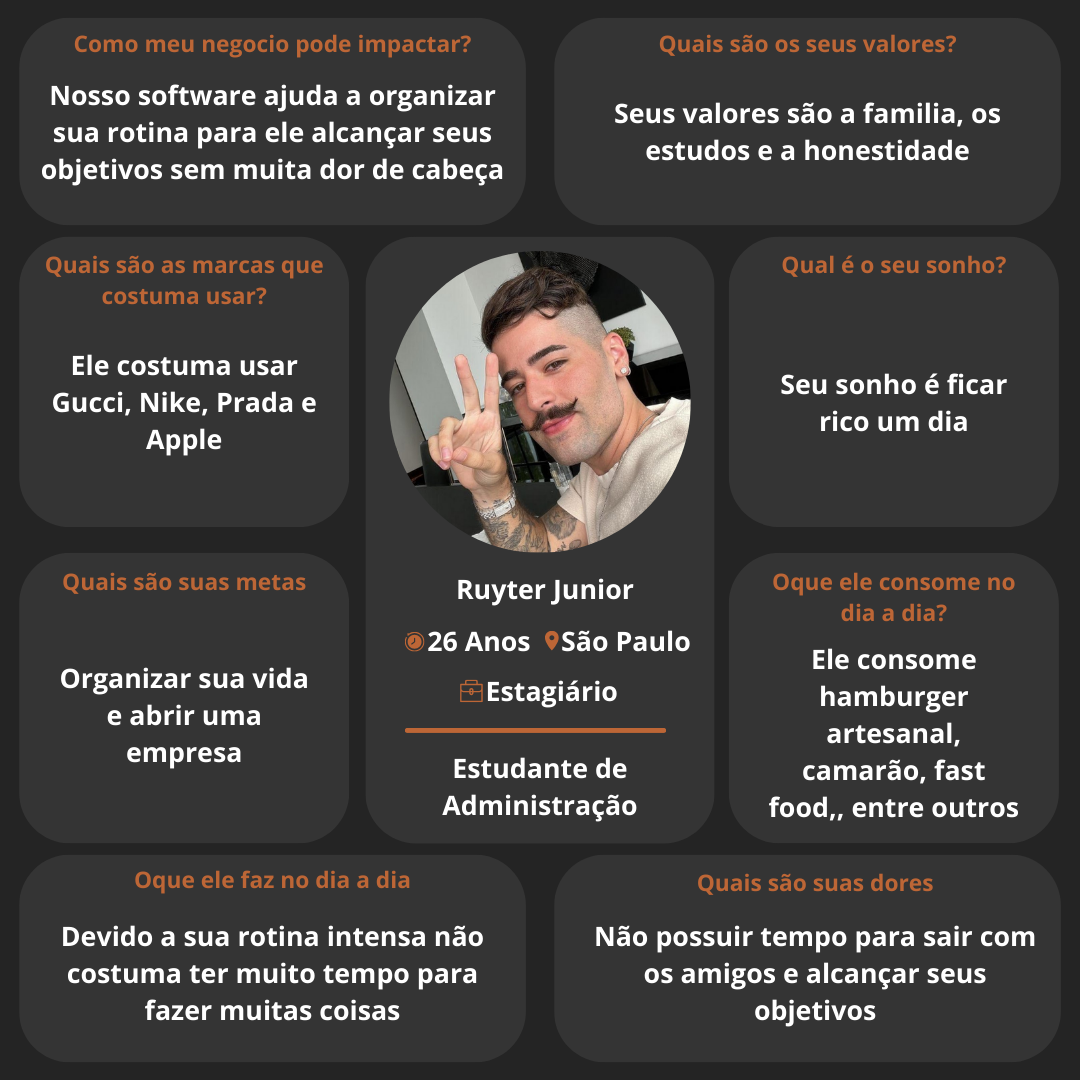 Como meu negocio pode impactar?
Nosso software ajuda a organizar
sua rotina para ele alcançar seus
objetivos sem muita dor de cabeça
Quais são os seus valores?
Seus valores são a familia, os
estudos e a honestidade
Quais são as marcas que
costuma usar?
Ele costuma usar
Gucci, Nike, Prada e
Apple
Ruyter Junior
26 Anos São Paulo
Estagiário
Estudante de
Administração
Qual é o seu sonho?
Seu sonho é ficar
rico um dia
Quais são suas metas
Organizar sua vida
e abrir uma
empresa
Oque ele consome no
dia a dia?
Ele consome
hamburger
artesanal,
camarão, fast
food,, entre outros
Oque ele faz no dia a dia
Devido a sua rotina intensa não
costuma ter muito tempo para
fazer muitas coisas
Quais são suas dores
Não possuir tempo para sair com
os amigos e alcançar seus
objetivos